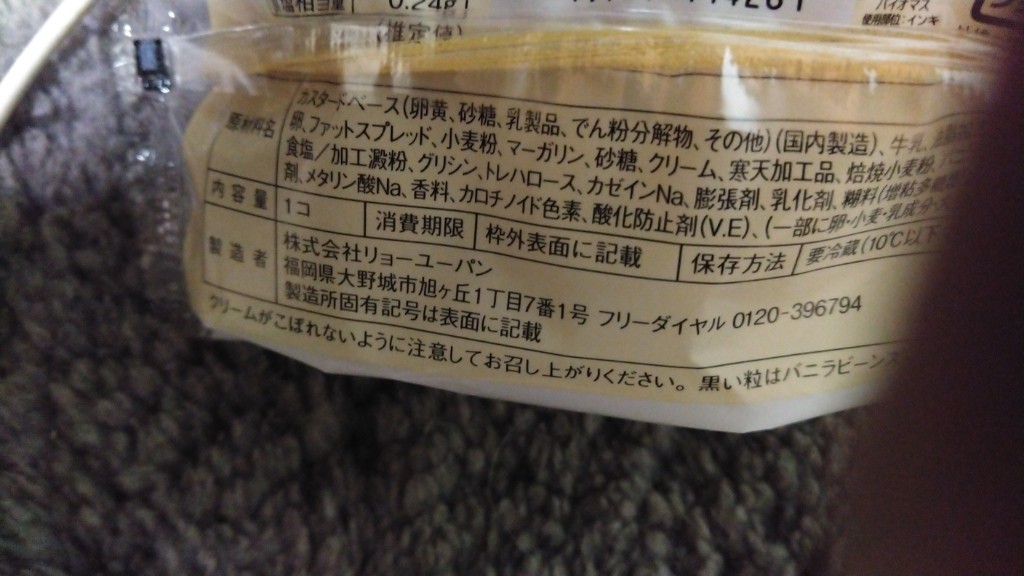 相当量 0.24g
(推定値)
バイオマス
使用部位:インキ
原材料名 カスタードベース(卵黄、砂糖、乳製品、でん粉分解物、その他)(国内製造)、牛乳、
卵、ファットスプレッド、小麦粉、マーガリン、砂糖、クリーム、寒天加工品、焙焼小麦粉、
食塩/加工澱粉、グリシン、トレハロース、カゼインNa、膨張剤、乳化剤、糊料(増粘多糖
剤、メタリン酸Na、香料、カロチノイド色素、酸化防止剤(V.E)、(一部に卵・小麦・乳成分
内容量 1コ 消費期限 枠外表面に記載 保存方法 要冷蔵(10℃以下
製造者 株式会社リョーユーパン
福岡県大野城市旭ヶ丘1丁目7番1号 フリーダイヤル 0120-396794
製造所固有記号は表面に記載
クリームがこぼれないように注意してお召し上がりください。 黒い粒はバニラビーンズ